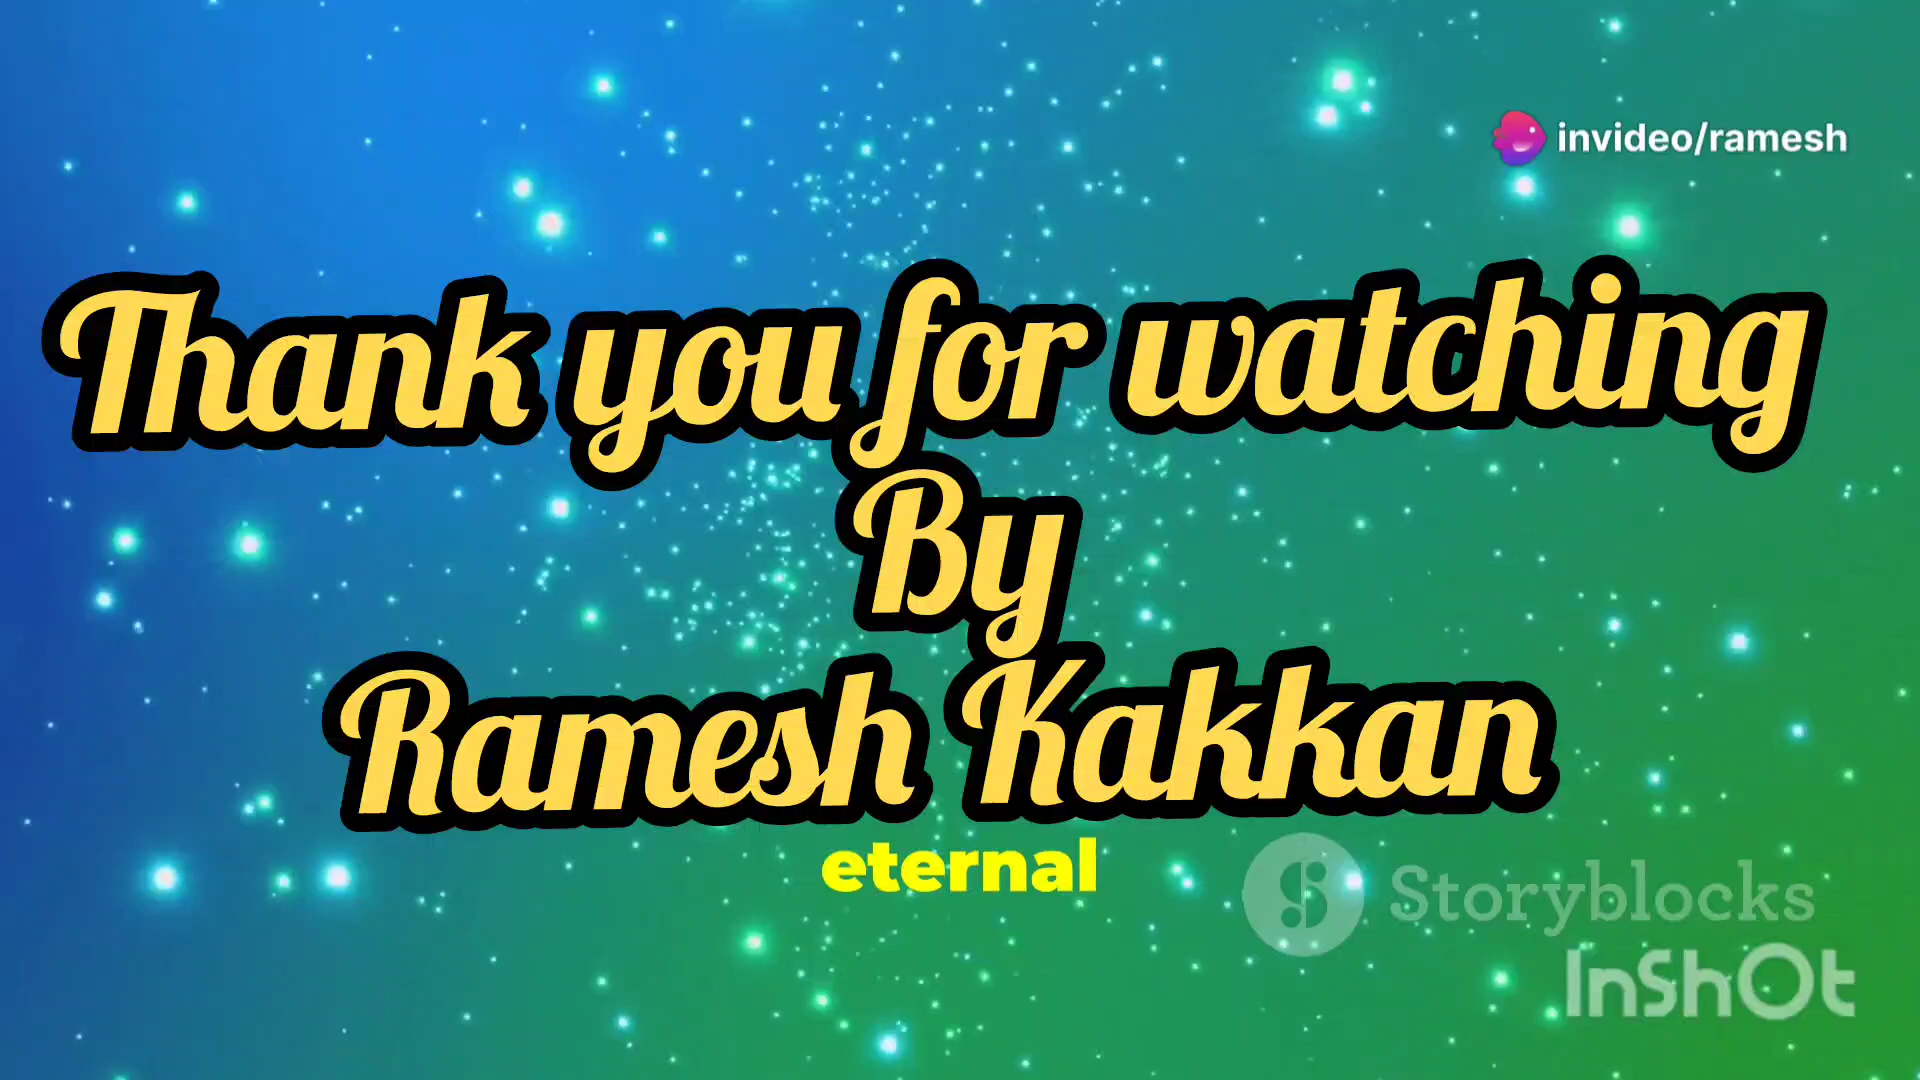 invideo/ramesh
Thank you for watching
By
Ramesh Kakkan
eternal
Storyblocks
InShOt